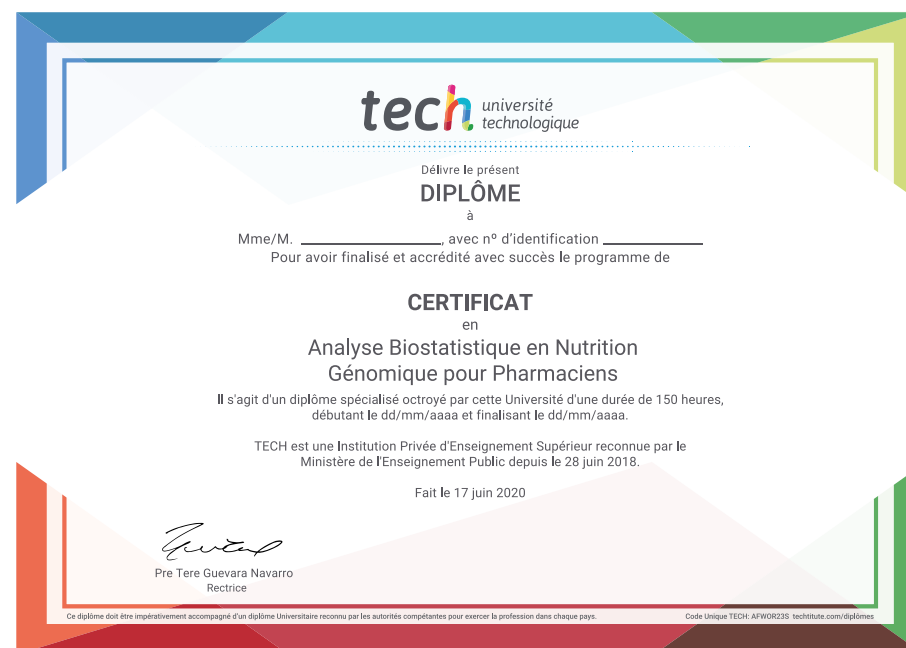 tech université
technologique
Délivre le présent
DIPLÔME
à
Mme/M. ____________________, avec nº d'identification ______________
Pour avoir finalisé et accrédité avec succès le programme de
CERTIFICAT
en
Analyse Biostatistique en Nutrition
Génomique pour Pharmaciens
Il s'agit d'un diplôme spécialisé octroyé par cette Université d'une durée de 150 heures,
débutant le dd/mm/aaaa et finalisant le dd/mm/aaaa.
TECH est une Institution Privée d'Enseignement Supérieur reconnue par le
Ministère de l'Enseignement Public depuis le 28 juin 2018.
Fait le 17 juin 2020
Pre Tere Guevara Navarro
Rectrice
Ce diplôme doit être impérativement accompagné d'un diplôme Universitaire reconnu par les autorités compétantes pour exercer la profession dans chaque pays.
Code Unique TECH: AFWOR23S techtitute.com/diplômes